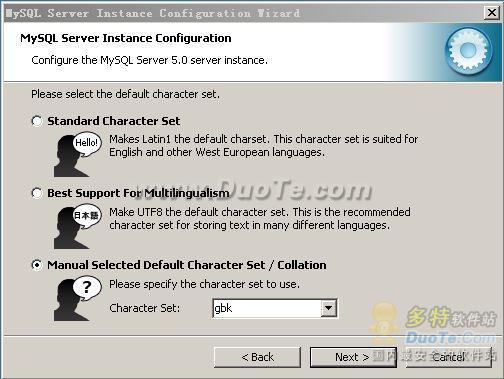 MySQL Server Instance Configuration Wizard
MySQL Server Instance Configuration
Configure the MySQL Server 5.0 server instance.
Please select the default character set.
Standard Character Set
Hello!
Makes Latin1 the default charset. This character set is suited for
English and other West European languages.
www.DuoTe.com
Best Support For Multilingualism
日本語
Make UTF8 the default character set. This is the recommended
character set for storing text in many different languages.
Manual Selected Default Character Set / Collation
?
Please specify the character set to use.
Character Set: gbk
多特软件站
DuoTe.com
国内最安全的软件站
< Back Next > Cancel